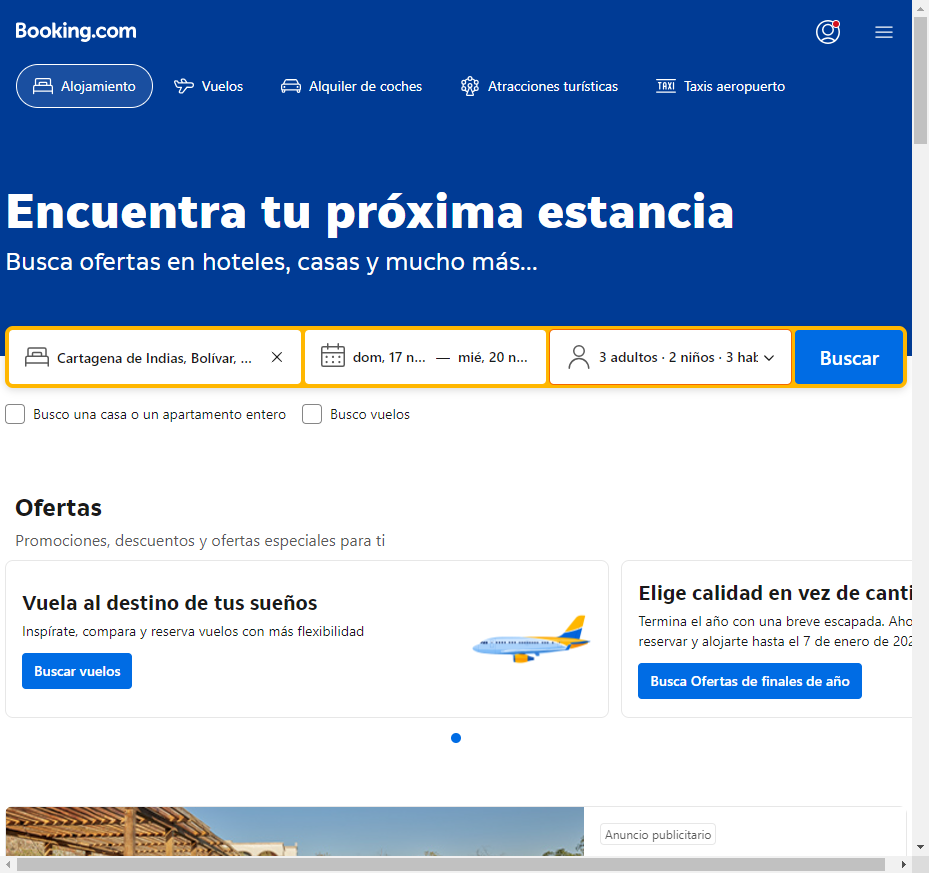 Booking.com
Alojamiento
Vuelos
Alquiler de coches
Atracciones turísticas
TAXI
Taxis aeropuerto
Encuentra tu próxima estancia
Busca ofertas en hoteles, casas y mucho más...
Cartagena de Indias, Bolívar, ...
dom, 17 n... — mié, 20 n...
3 adultos · 2 niños · 3 hab
Buscar
Busco una casa o un apartamento entero
Busco vuelos
Ofertas
Promociones, descuentos y ofertas especiales para ti
Vuela al destino de tus sueños
Inspírate, compara y reserva vuelos con más flexibilidad
Buscar vuelos
Elige calidad en vez de canti
Termina el año con una breve escapada. Aho
reservar y alojarte hasta el 7 de enero de 202
Busca Ofertas de finales de año
Anuncio publicitario